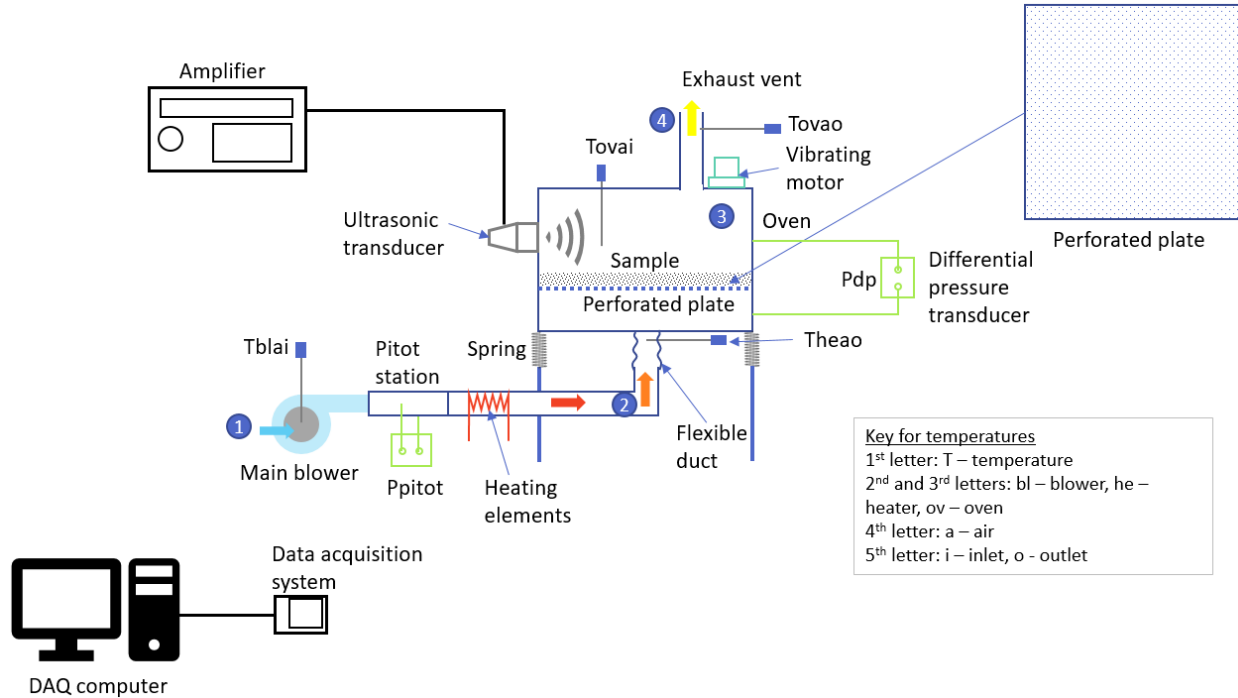 Amplifier
Exhaust vent
4
Tovao
Tovai
Vibrating
motor
Ultrasonic
transducer
3
Oven
Perforated plate
Sample
Perforated plate
Pdp
Differential
pressure
transducer
Tblai
Pitot
station
Spring
Theao
1
2
Main blower
Ppitot
Heating
elements
Flexible
duct
Key for temperatures
1st letter: T – temperature
2nd and 3rd letters: bl – blower, he –
heater, ov – oven
4th letter: a – air
5th letter: i – inlet, o - outlet
Data acquisition
system
DAQ computer